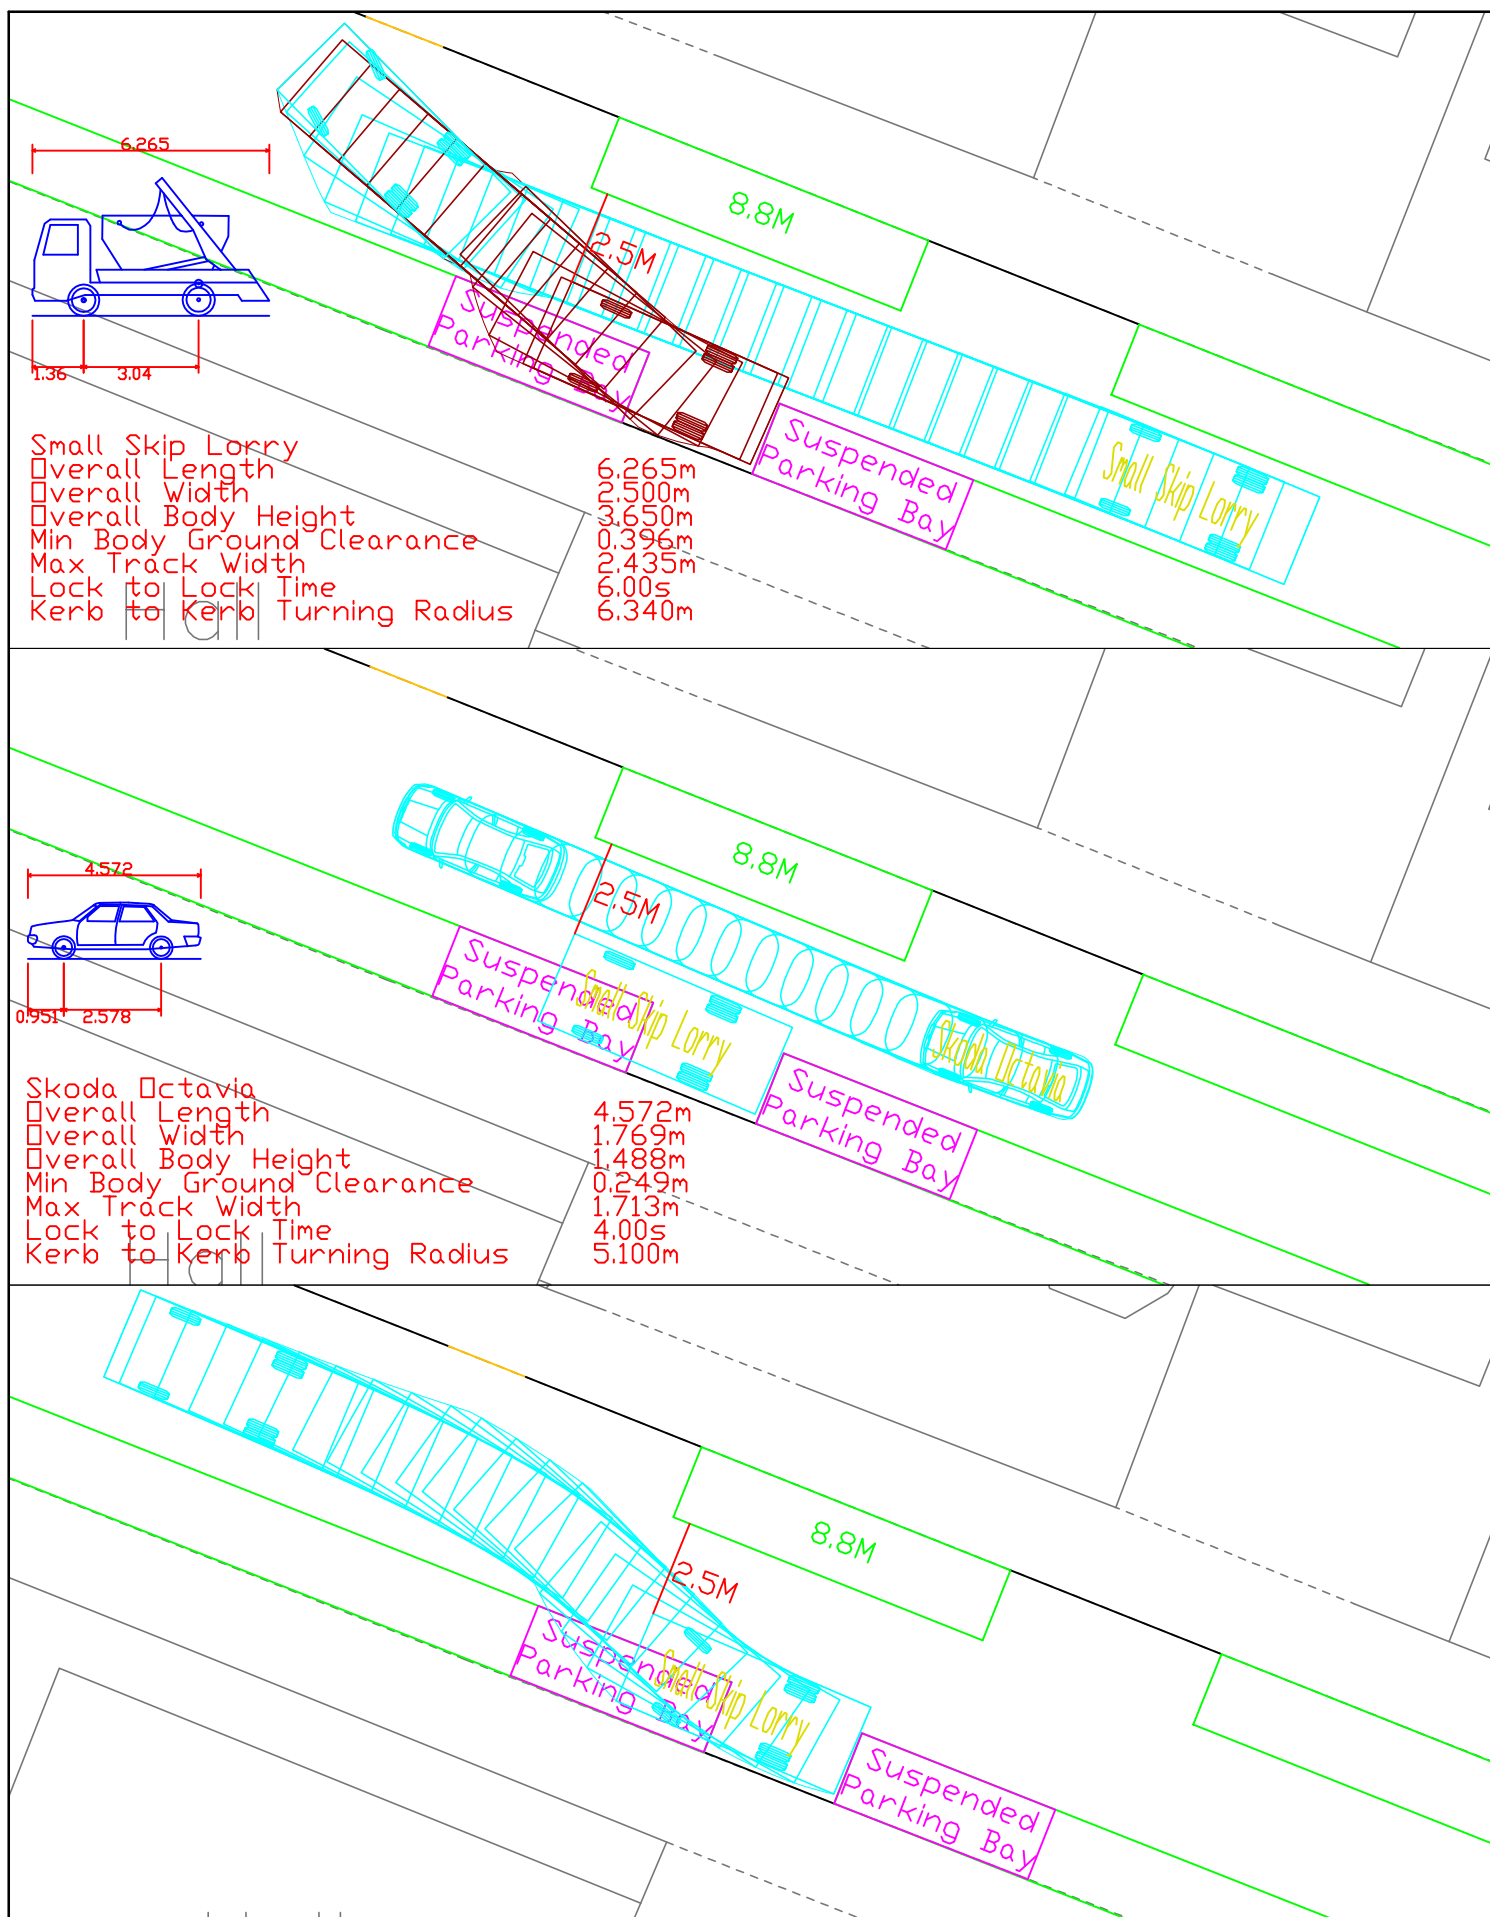 6.265
8.8M
2.5M
Suspended
Parking Bay
1.36
3.04
Suspended
Parking Bay
Small Skip Lorry
Small Skip Lorry
Overall Length 6.265m
Overall Width 2.500m
Overall Body Height 3.650m
Min Body Ground Clearance 0.396m
Max Track Width 2.435m
Lock to Lock Time 6.00s
Kerb to Kerb Turning Radius 6.340m
Hall
8.8M
4.572
2.5M
Suspended
Parking Bay
Small Skip Lorry
0.951
2.578
Skoda Octavia
Suspended
Parking Bay
Skoda Octavia
Overall Length 4.572m
Overall Width 1.769m
Overall Body Height 1.488m
Min Body Ground Clearance 0.249m
Max Track Width 1.713m
Lock to Lock Time 4.00s
Kerb to Kerb Turning Radius 5.100m
Hall
8.8M
2.5M
Suspended
Parking Bay
Small Skip Lorry
Suspended
Parking Bay